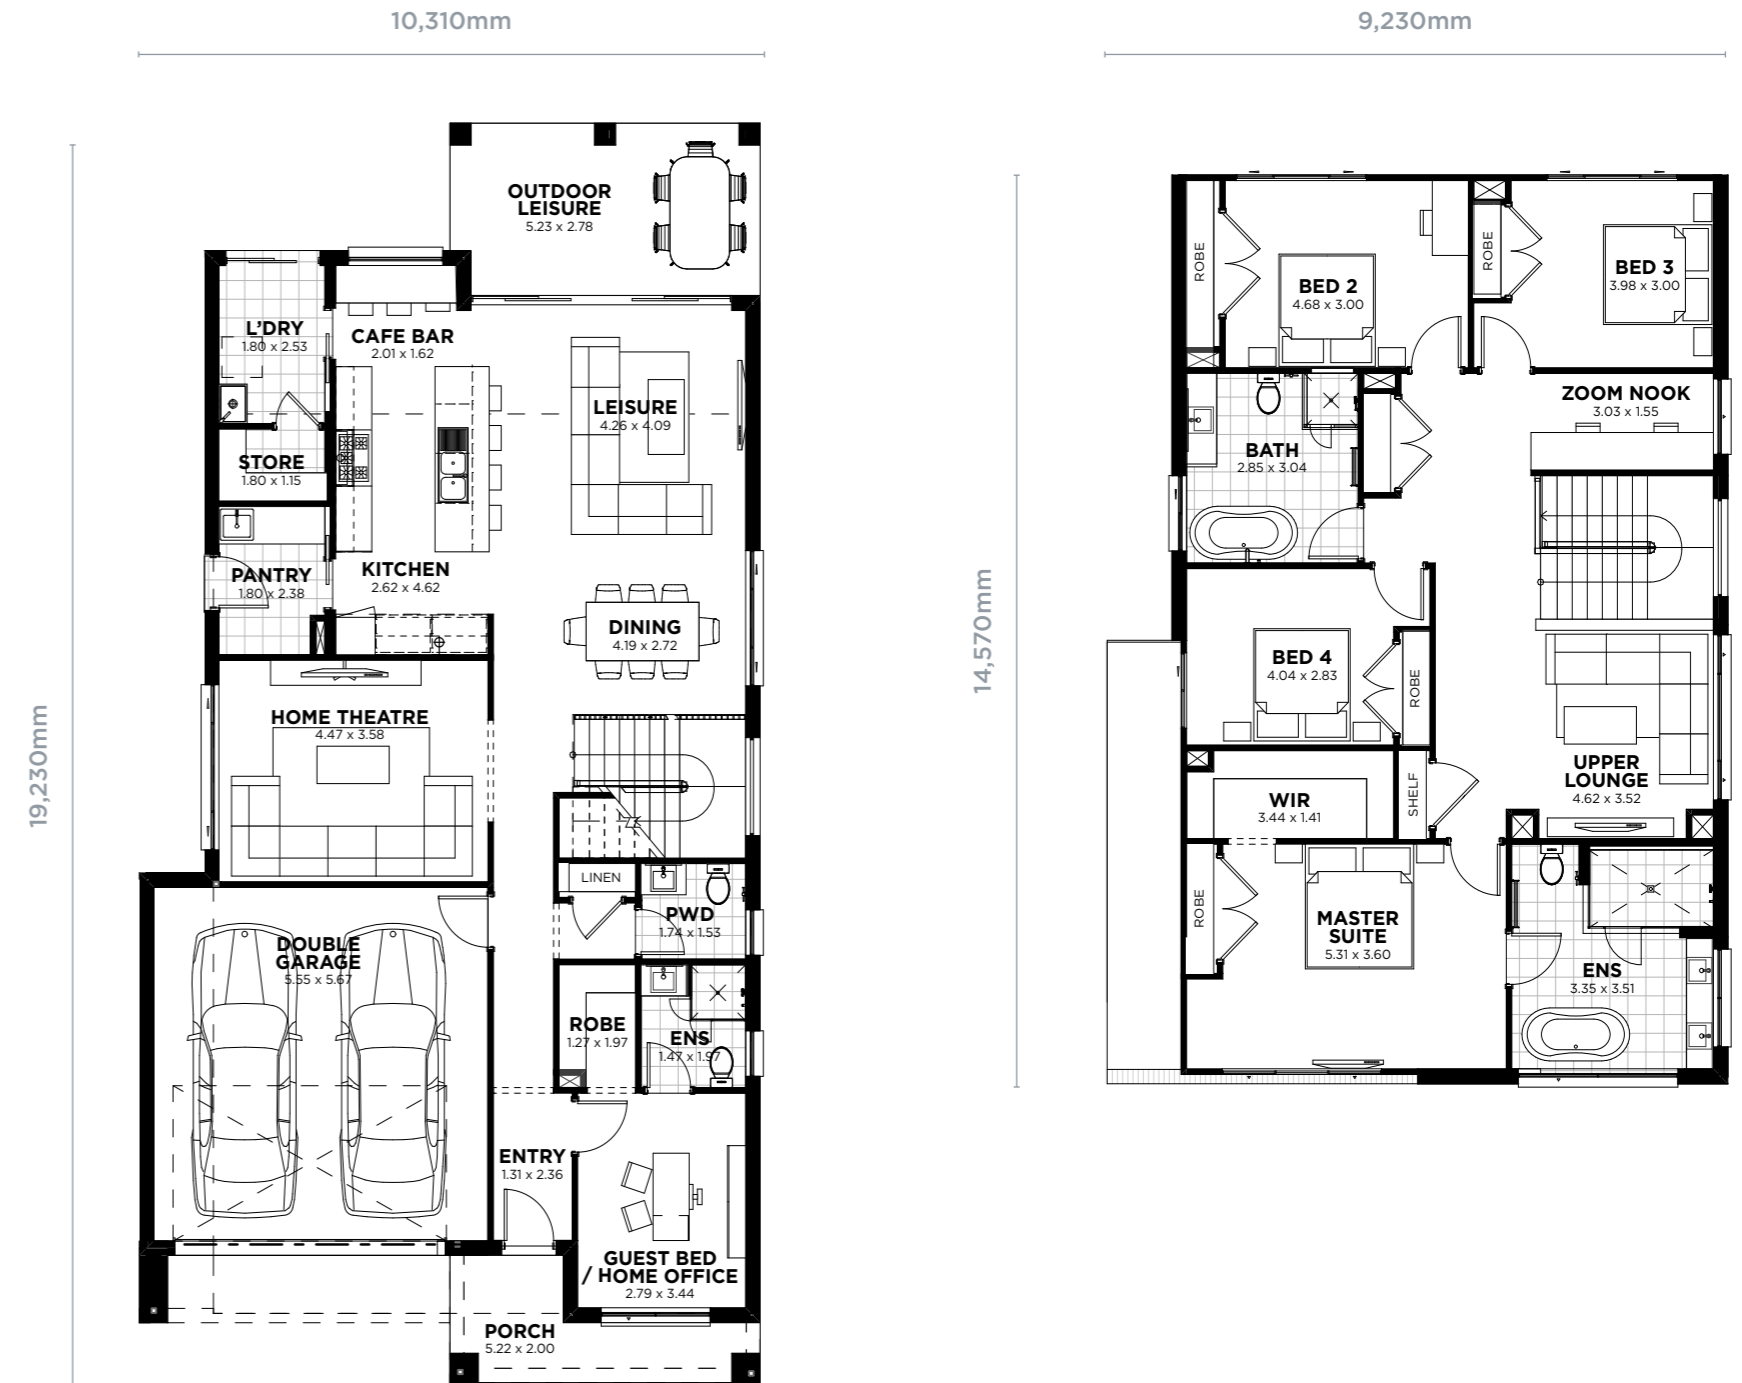 10,310mm
9,230mm
19,230mm
14,570mm
OUTDOOR
LEISURE
5.23 x 2.78
L'DRY
1.80 x 2.53
CAFE BAR
2.01 x 1.62
LEISURE
4.26 x 4.09
STORE
1.80 x 1.15
PANTRY
1.80 x 2.38
KITCHEN
2.62 x 4.62
DINING
4.19 x 2.72
HOME THEATRE
4.47 x 3.58
LINEN
PWD
1.74 x 1.53
DOUBLE
GARAGE
5.55 x 5.67
ROBE
1.27 x 1.97
ENS
1.47 x 1.97
ENTRY
1.31 x 2.36
GUEST BED
/ HOME OFFICE
2.79 x 3.44
PORCH
5.22 x 2.00
ROBE
BED 2
4.68 x 3.00
ROBE
BED 3
3.98 x 3.00
ZOOM NOOK
3.03 x 1.55
BATH
2.85 x 3.04
BED 4
4.04 x 2.83
ROBE
UPPER
LOUNGE
4.62 x 3.52
WIR
3.44 x 1.41
SHELF
ROBE
MASTER
SUITE
5.31 x 3.60
ENS
3.35 x 3.51